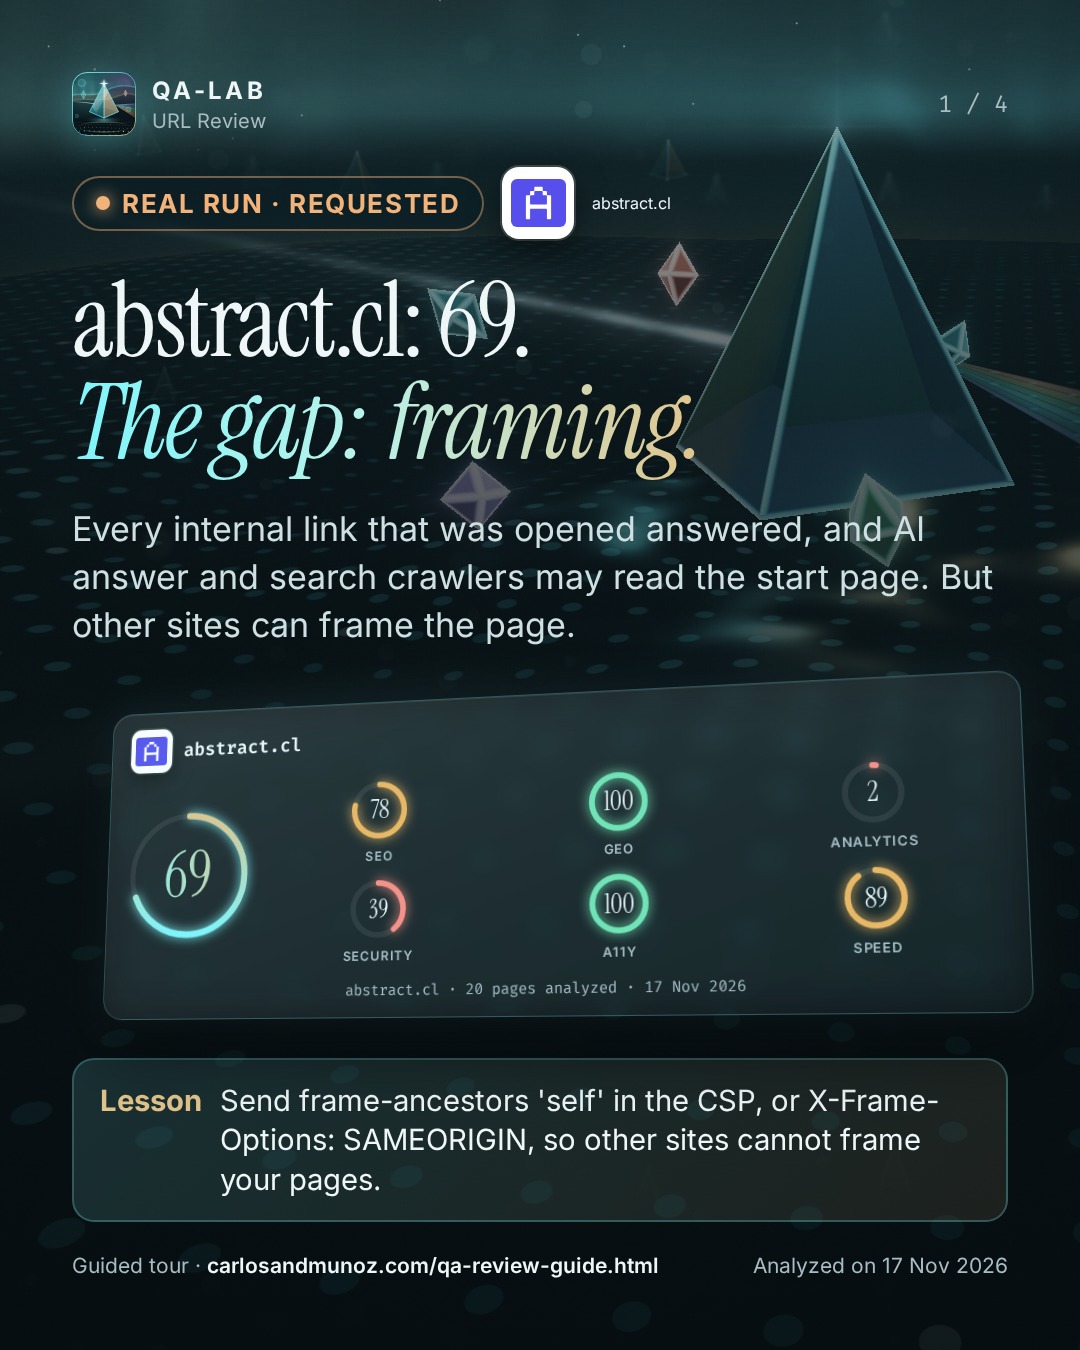 QA-LAB
URL Review
1 / 4
REAL RUN · REQUESTED
abstract.cl
abstract.cl: 69.
The gap: framing.
Every internal link that was opened answered, and AI
answer and search crawlers may read the start page. But
other sites can frame the page.
abstract.cl
69
78
SEO
100
GEO
2
ANALYTICS
39
SECURITY
100
A11Y
89
SPEED
abstract.cl · 20 pages analyzed · 17 Nov 2026
Lesson
Send frame-ancestors 'self' in the CSP, or X-Frame-
Options: SAMEORIGIN, so other sites cannot frame
your pages.
Guided tour · carlosandmunoz.com/qa-review-guide.html
Analyzed on 17 Nov 2026